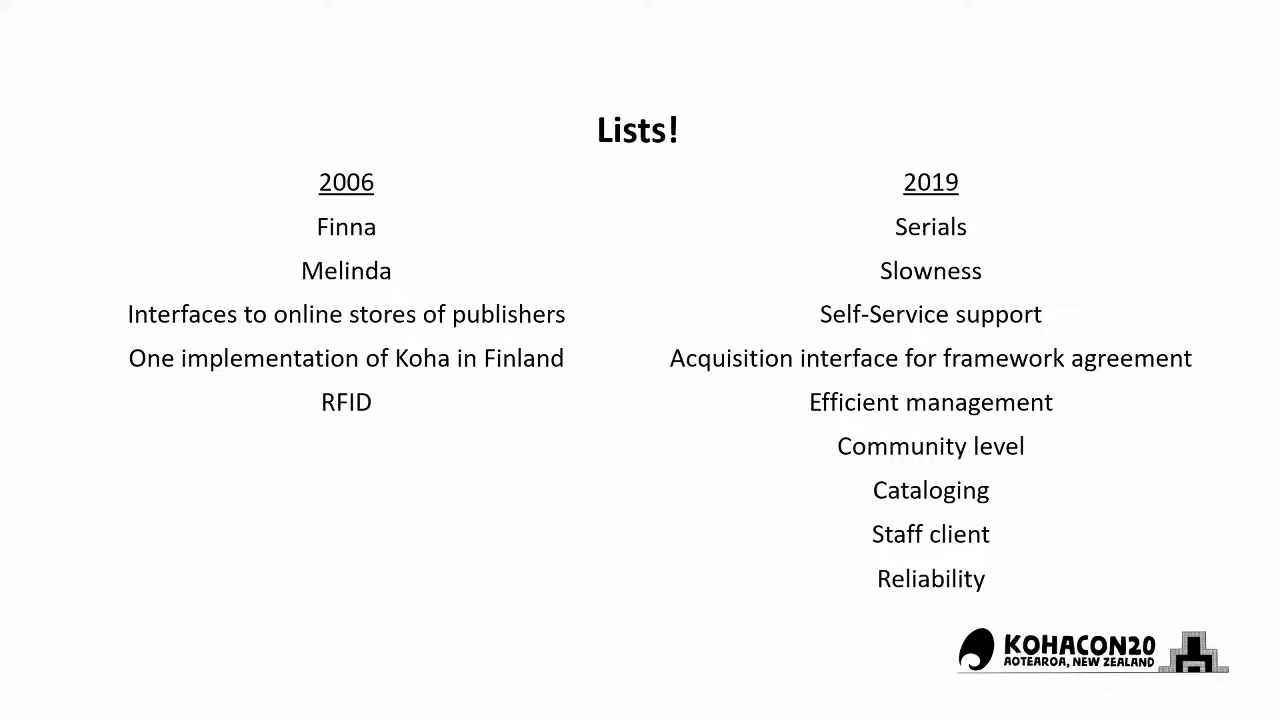 Lists!
2006
Finna
Melinda
Interfaces to online stores of publishers
One implementation of Koha in Finland
RFID
2019
Serials
Slowness
Self-Service support
Acquisition interface for framework agreement
Efficient management
Community level
Cataloging
Staff client
Reliability
KOHACON20
AOTEAROA, NEW ZEALAND